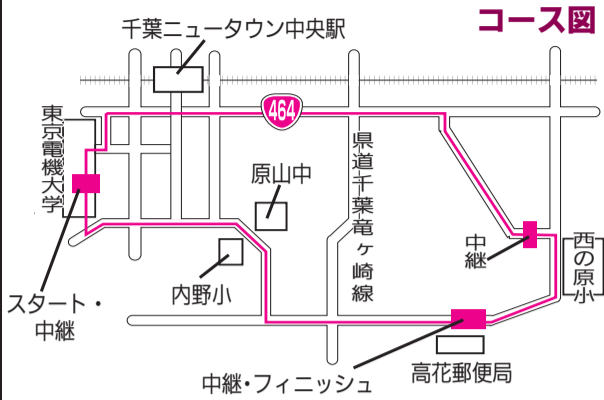 コース図
千葉ニュータウン中央駅
464
東京電機大学
県道千葉竜ヶ崎線
原山中
内野小
中継
西の原小
スタート・
中継
高花郵便局
中継・フィニッシュ